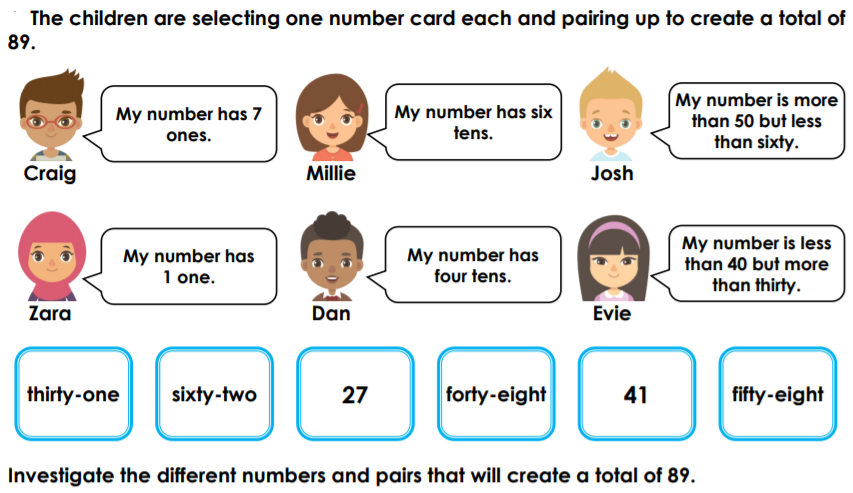 The children are selecting one number card each and pairing up to create a total of
89.
My number has 7
ones.
Craig
My number has six
tens.
Millie
My number is more
than 50 but less
than sixty.
Josh
My number has
1 one.
Zara
My number has
four tens.
Dan
My number is less
than 40 but more
than thirty.
Evie
thirty-one
sixty-two
27
forty-eight
41
fifty-eight
Investigate the different numbers and pairs that will create a total of 89.